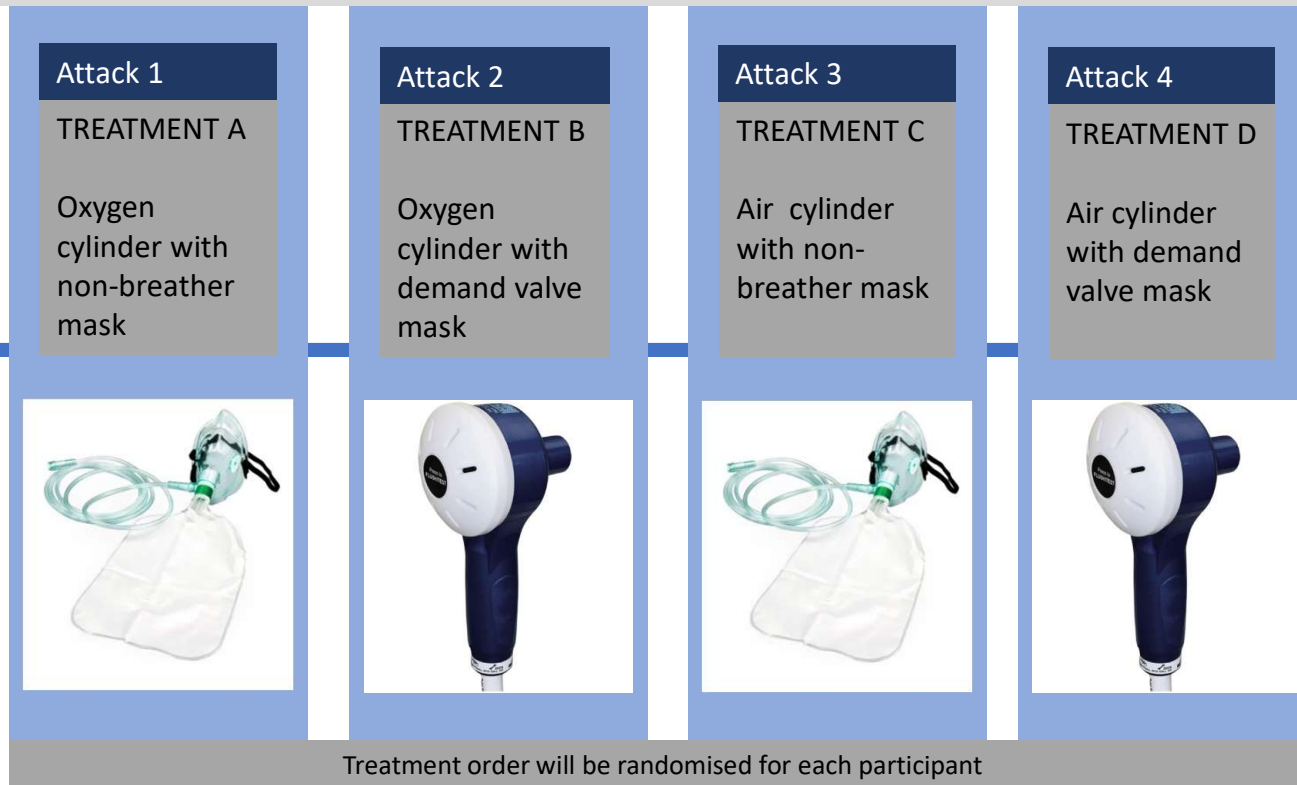 Attack 1
TREATMENT A
Oxygen
cylinder with
non-breather
mask
Attack 2
TREATMENT B
Oxygen
cylinder with
demand valve
mask
Attack 3
TREATMENT C
Air cylinder
with non-
breather mask
Attack 4
TREATMENT D
Air cylinder
with demand
valve mask
Treatment order will be randomised for each participant